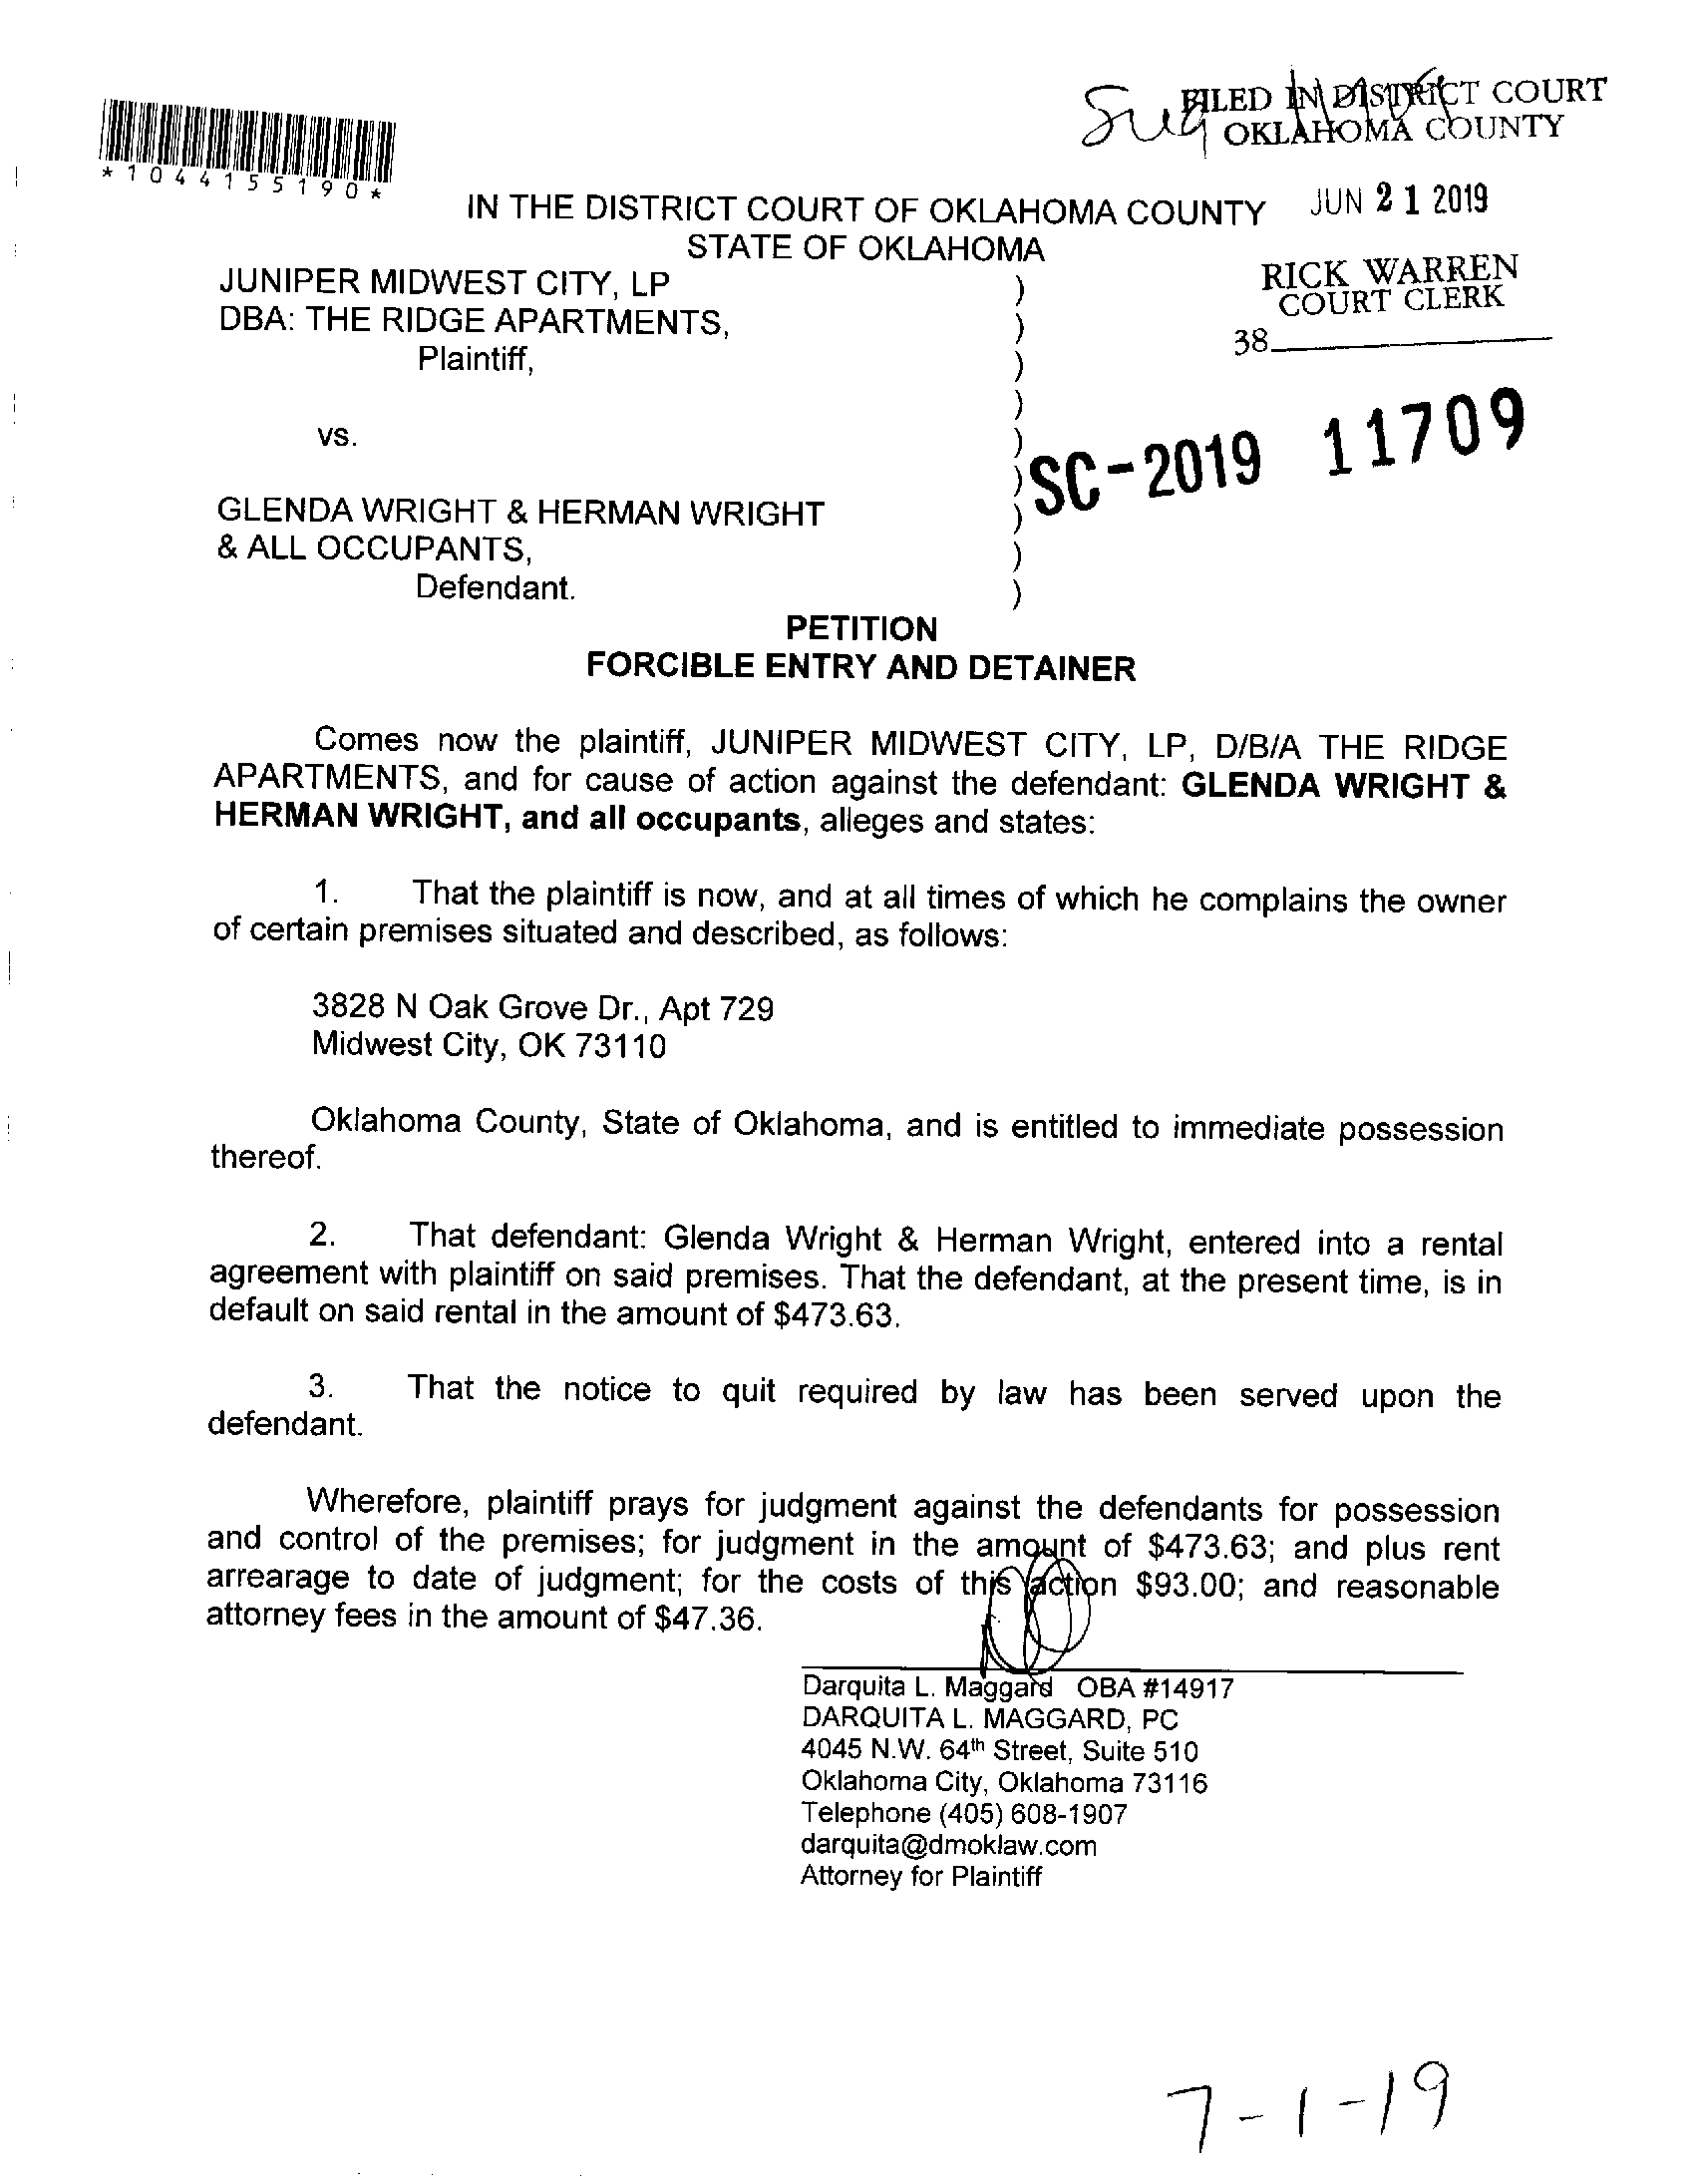 FILED IN DISTRICT COURT
OKLAHOMA COUNTY
*1044155190*
IN THE DISTRICT COURT OF OKLAHOMA COUNTY
JUN 21 2019
STATE OF OKLAHOMA
JUNIPER MIDWEST CITY, LP )
RICK WARREN
COURT CLERK
DBA: THE RIDGE APARTMENTS, )
38
Plaintiff, )
)
vs. )
) SC-2019 11709
GLENDA WRIGHT & HERMAN WRIGHT )
& ALL OCCUPANTS, )
Defendant. )
PETITION
FORCIBLE ENTRY AND DETAINER
Comes now the plaintiff, JUNIPER MIDWEST CITY, LP, D/B/A THE RIDGE
APARTMENTS, and for cause of action against the defendant: GLENDA WRIGHT &
HERMAN WRIGHT, and all occupants, alleges and states:
1. That the plaintiff is now, and at all times of which he complains the owner
of certain premises situated and described, as follows:
3828 N Oak Grove Dr., Apt 729
Midwest City, OK 73110
Oklahoma County, State of Oklahoma, and is entitled to immediate possession
thereof.
2. That defendant: Glenda Wright & Herman Wright, entered into a rental
agreement with plaintiff on said premises. That the defendant, at the present time, is in
default on said rental in the amount of $473.63.
3. That the notice to quit required by law has been served upon the
defendant.
Wherefore, plaintiff prays for judgment against the defendants for possession
and control of the premises; for judgment in the amount of $473.63; and plus rent
arrearage to date of judgment; for the costs of this action $93.00; and reasonable
attorney fees in the amount of $47.36.
Darquita L. Maggard OBA #14917
DARQUITA L. MAGGARD, PC
4045 N.W. 64th Street, Suite 510
Oklahoma City, Oklahoma 73116
Telephone (405) 608-1907
darquita@dmoklaw.com
Attorney for Plaintiff
7-1-19